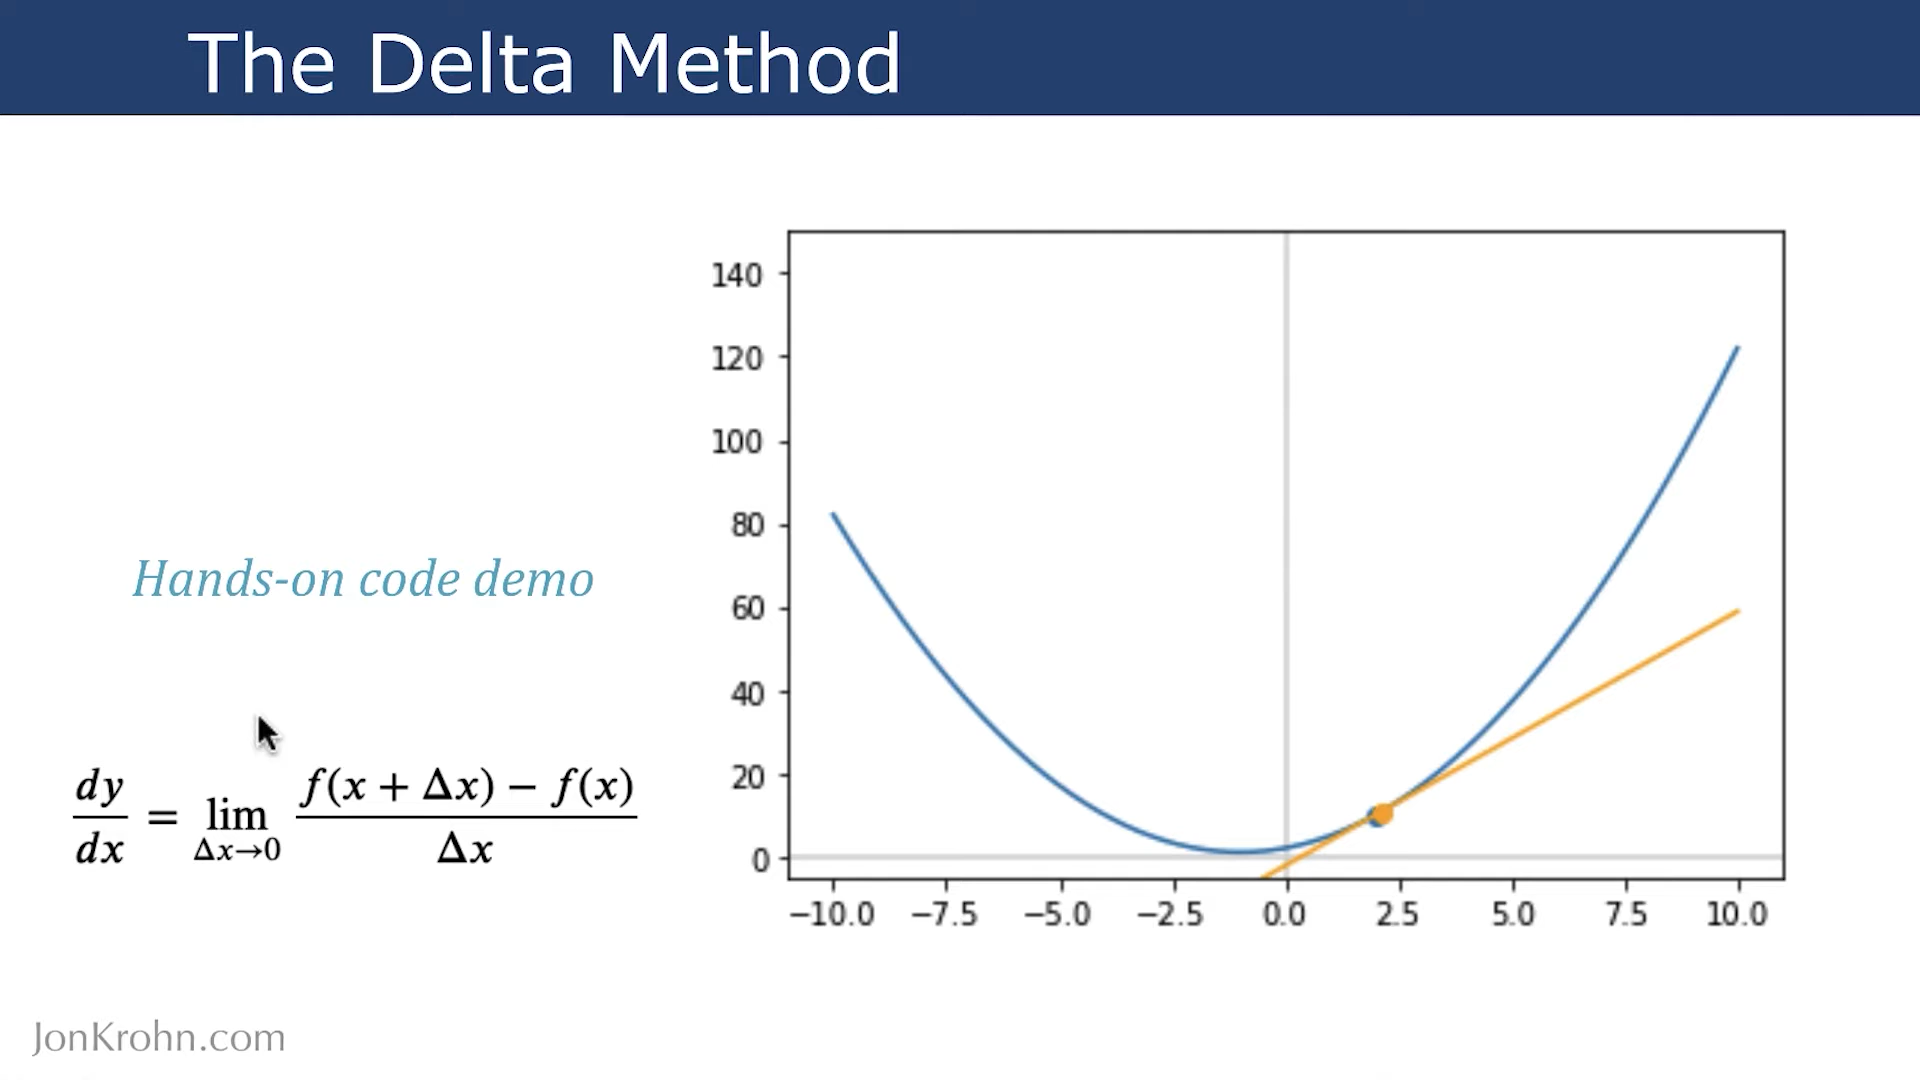 The Delta Method
Hands-on code demo
dy/dx = lim Δx→0 f(x + Δx) − f(x) / Δx
140
120
100
80
60
40
20
0
−10.0 −7.5 −5.0 −2.5 0.0 2.5 5.0 7.5 10.0
JonKrohn.com